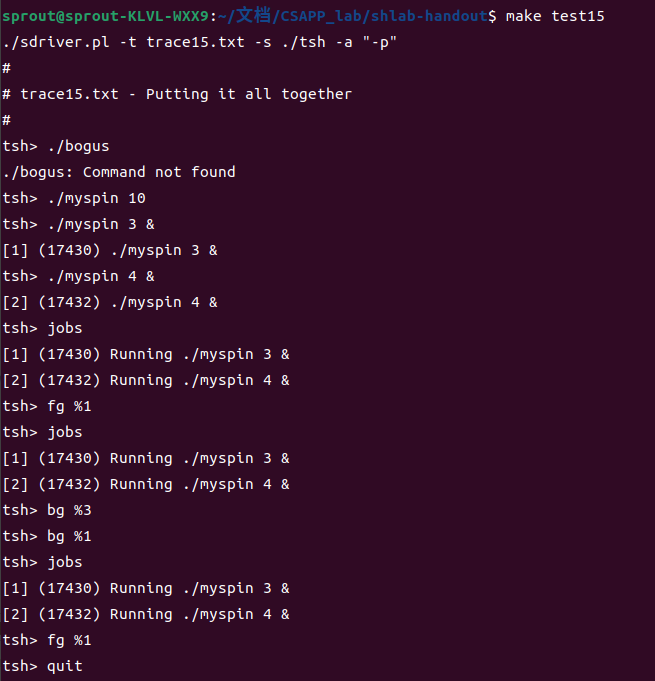 sprout@sprout-KLVL-WXX9:~/文档/CSAPP_lab/shlab-handout$ make test15
./sdriver.pl -t trace15.txt -s ./tsh -a "-p"
#
# trace15.txt - Putting it all together
#
tsh> ./bogus
./bogus: Command not found
tsh> ./myspin 10
tsh> ./myspin 3 &
[1] (17430) ./myspin 3 &
tsh> ./myspin 4 &
[2] (17432) ./myspin 4 &
tsh> jobs
[1] (17430) Running ./myspin 3 &
[2] (17432) Running ./myspin 4 &
tsh> fg %1
tsh> jobs
[1] (17430) Running ./myspin 3 &
[2] (17432) Running ./myspin 4 &
tsh> bg %3
tsh> bg %1
tsh> jobs
[1] (17430) Running ./myspin 3 &
[2] (17432) Running ./myspin 4 &
tsh> fg %1
tsh> quit